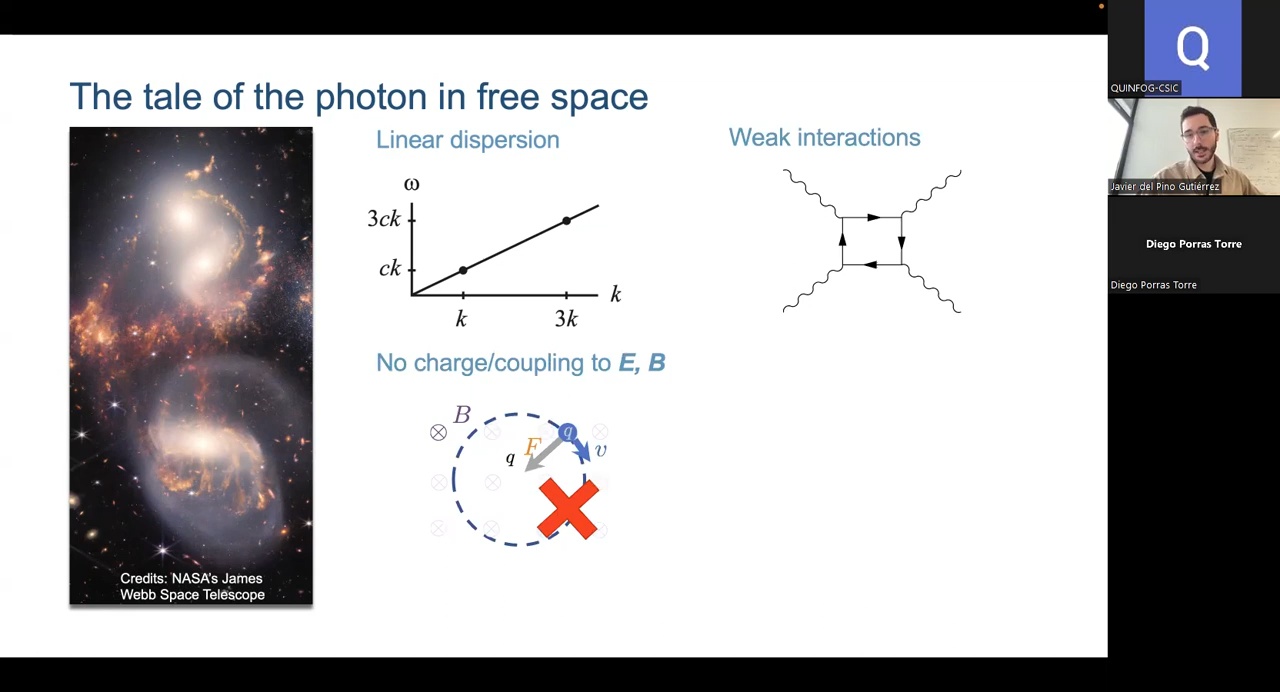 The tale of the photon in free space
Credits: NASA's James
Webb Space Telescope
Linear dispersion
ω
3ck
ck
k
k
3k
No charge/coupling to E, B
B
q
F
q
v
Weak interactions
Q
QUINFOG-CSIC
Javier del Pino Gutiérrez
Diego Porras Torre
Diego Porras Torre